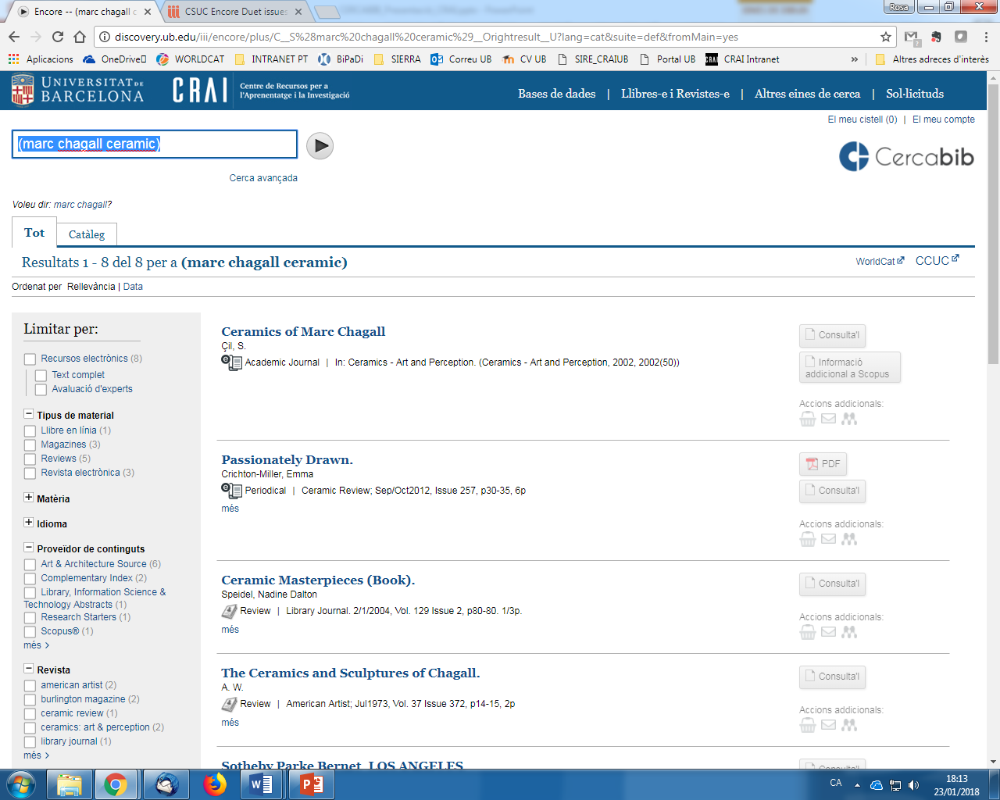 Encore -- (marc chagall c
CSUC Encore Duet issues
Rosa
discovery.ub.edu/iii/encore/plus/C__S%28marc%20chagall%20ceramic%29__Orightresult__U?lang=cat&suite=def&fromMain=yes
Aplicacions
OneDrive
WORLDCAT
INTRANET PT
BiPaDi
SIERRA
Correu UB
CV UB
SIRE_CRAIUB
Portal UB
CRAI Intranet
»
Altres adreces d'interès
UNIVERSITAT DE
BARCELONA
CRAI
Centre de Recursos per a
l'Aprenentatge i la Investigació
Bases de dades | Llibres-e i Revistes-e | Altres eines de cerca | Sol·licituds
El meu cistell (0) | El meu compte
(marc chagall ceramic)
Cercabib
Cerca avançada
Voleu dir: marc chagall?
Tot
Catàleg
Resultats 1 - 8 del 8 per a (marc chagall ceramic)
WorldCat
CCUC
Ordenat per Rellevància | Data
Limitar per:
Recursos electrònics (8)
Text complet
Avaluació d'experts
Tipus de material
Llibre en línia (1)
Magazines (3)
Reviews (5)
Revista electrònica (3)
Matèria
Idioma
Proveïdor de continguts
Art & Architecture Source (6)
Complementary Index (2)
Library, Information Science &
Technology Abstracts (1)
Research Starters (1)
Scopus® (1)
més >
Revista
american artist (2)
burlington magazine (2)
ceramic review (1)
ceramics: art & perception (2)
library journal (1)
més >
Ceramics of Marc Chagall
Çil, S.
Academic Journal | In: Ceramics - Art and Perception. (Ceramics - Art and Perception, 2002, 2002(50))
Consulta'l
Informació
addicional a Scopus
Accions addicionals:
Passionately Drawn.
Crichton-Miller, Emma
Periodical | Ceramic Review; Sep/Oct2012, Issue 257, p30-35, 6p
més
PDF
Consulta'l
Accions addicionals:
Ceramic Masterpieces (Book).
Speidel, Nadine Dalton
Review | Library Journal. 2/1/2004, Vol. 129 Issue 2, p80-80. 1/3p.
més
Consulta'l
Accions addicionals:
The Ceramics and Sculptures of Chagall.
A. W.
Review | American Artist; Jul1973, Vol. 37 Issue 372, p14-15, 2p
més
Consulta'l
Accions addicionals:
Sotheby Parke Bernet, LOS ANGELES
Consulta'l
CA
18:13
23/01/2018